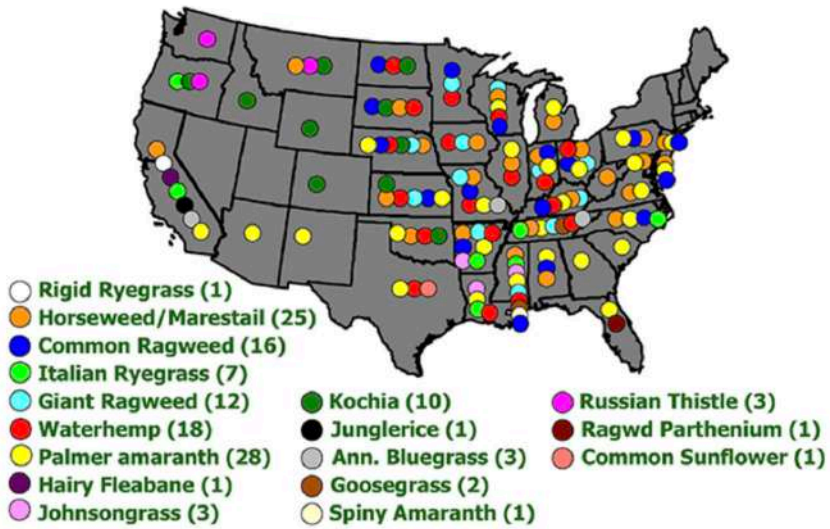 Rigid Ryegrass (1)
Horseweed/Marestail (25)
Common Ragweed (16)
Italian Ryegrass (7)
Giant Ragweed (12)
Waterhemp (18)
Palmer amaranth (28)
Hairy Fleabane (1)
Johnsongrass (3)
Kochia (10)
Junglerice (1)
Ann. Bluegrass (3)
Goosegrass (2)
Spiny Amaranth (1)
Russian Thistle (3)
Ragwd Parthenium (1)
Common Sunflower (1)